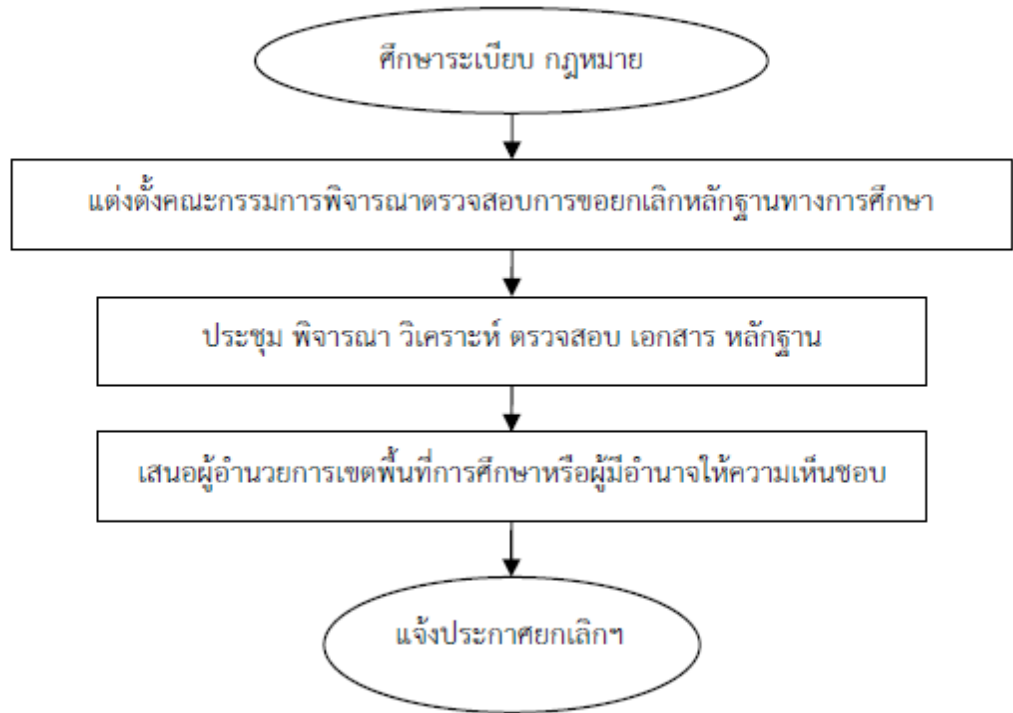 ศึกษาระเบียบ กฎหมาย
แต่งตั้งคณะกรรมการพิจารณาตรวจสอบการขอยกเลิกหลักฐานทางการศึกษา
ประชุม พิจารณา วิเคราะห์ ตรวจสอบ เอกสาร หลักฐาน
เสนอผู้อำนวยการเขตพื้นที่การศึกษาหรือผู้มีอำนาจให้ความเห็นชอบ
แจ้งประกาศยกเลิกฯ